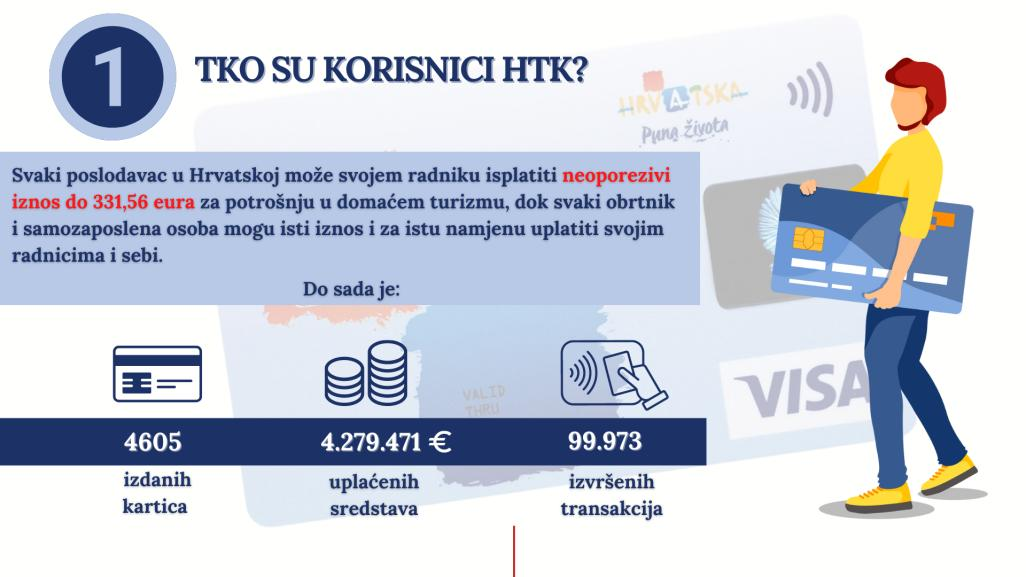 1
TKO SU KORISNICI HTK?
HRVATSKA
Puna života
Svaki poslodavac u Hrvatskoj može svojem radniku isplatiti neoporezivi
iznos do 331,56 eura za potrošnju u domaćem turizmu, dok svaki obrtnik
i samozaposlena osoba mogu isti iznos i za istu namjenu uplatiti svojim
radnicima i sebi.
Do sada je:
VALID
THRU
VISA
4605
4.279.471 €
99.973
izdanih
kartica
uplaćenih
sredstava
izvršenih
transakcija